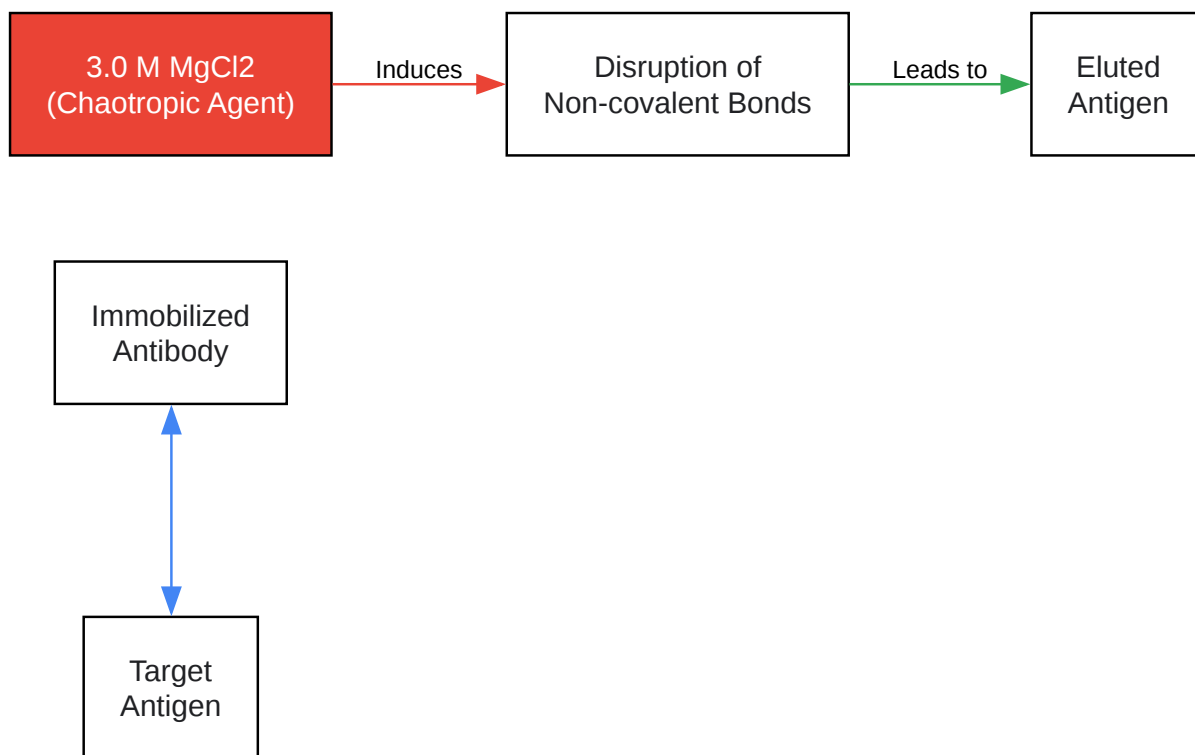 3.0 M MgCl2
(Chaotropic Agent)
Induces
Disruption of
Non-covalent Bonds
Leads to
Eluted
Antigen
Immobilized
Antibody
Target
Antigen